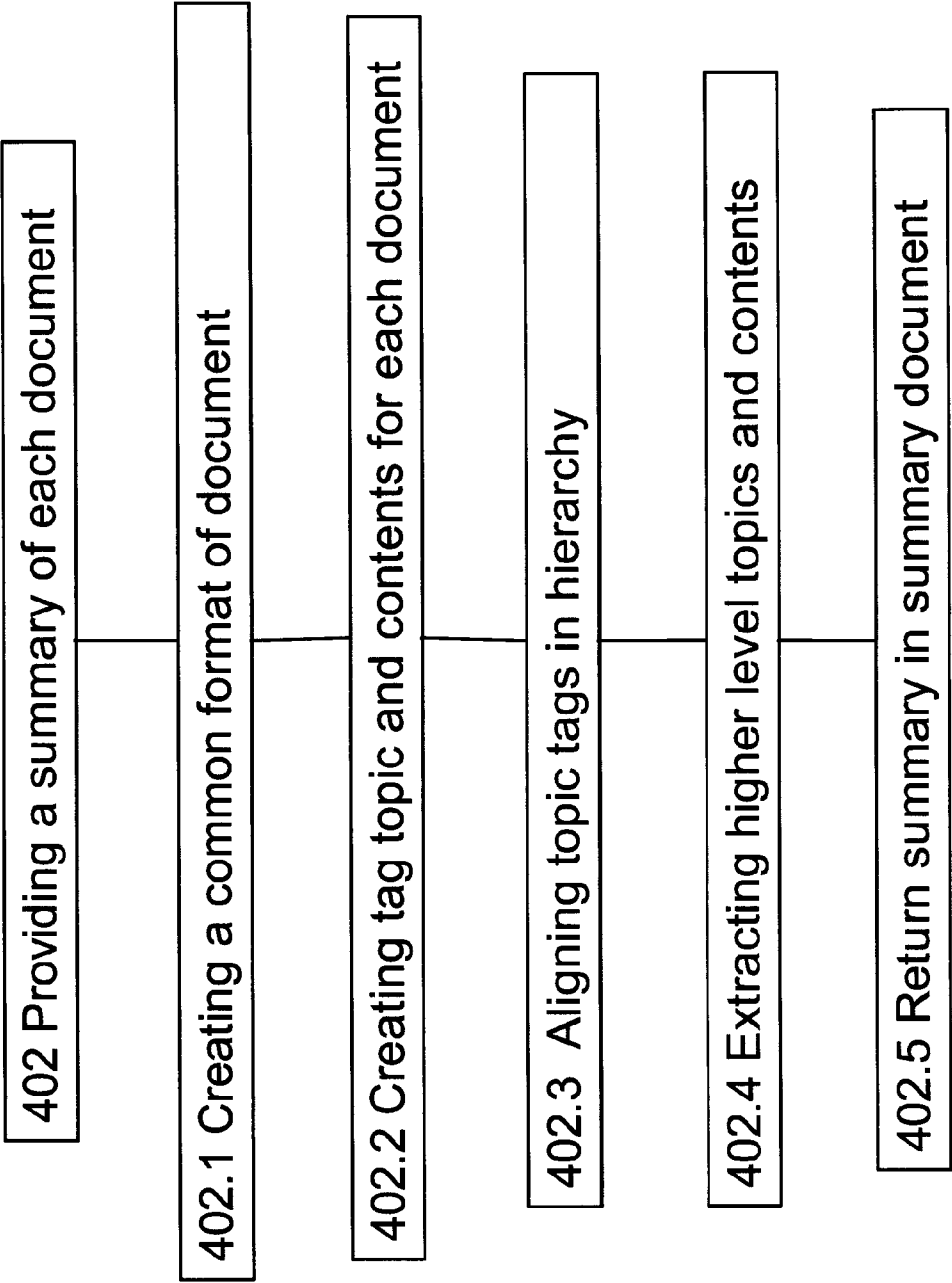 402 Providing a summary of each document
402.1 Creating a common format of document
402.2 Creating tag topic and contents for each document
402.3 Aligning topic tags in hierarchy
402.4 Extracting higher level topics and contents
402.5 Return summary in summary document